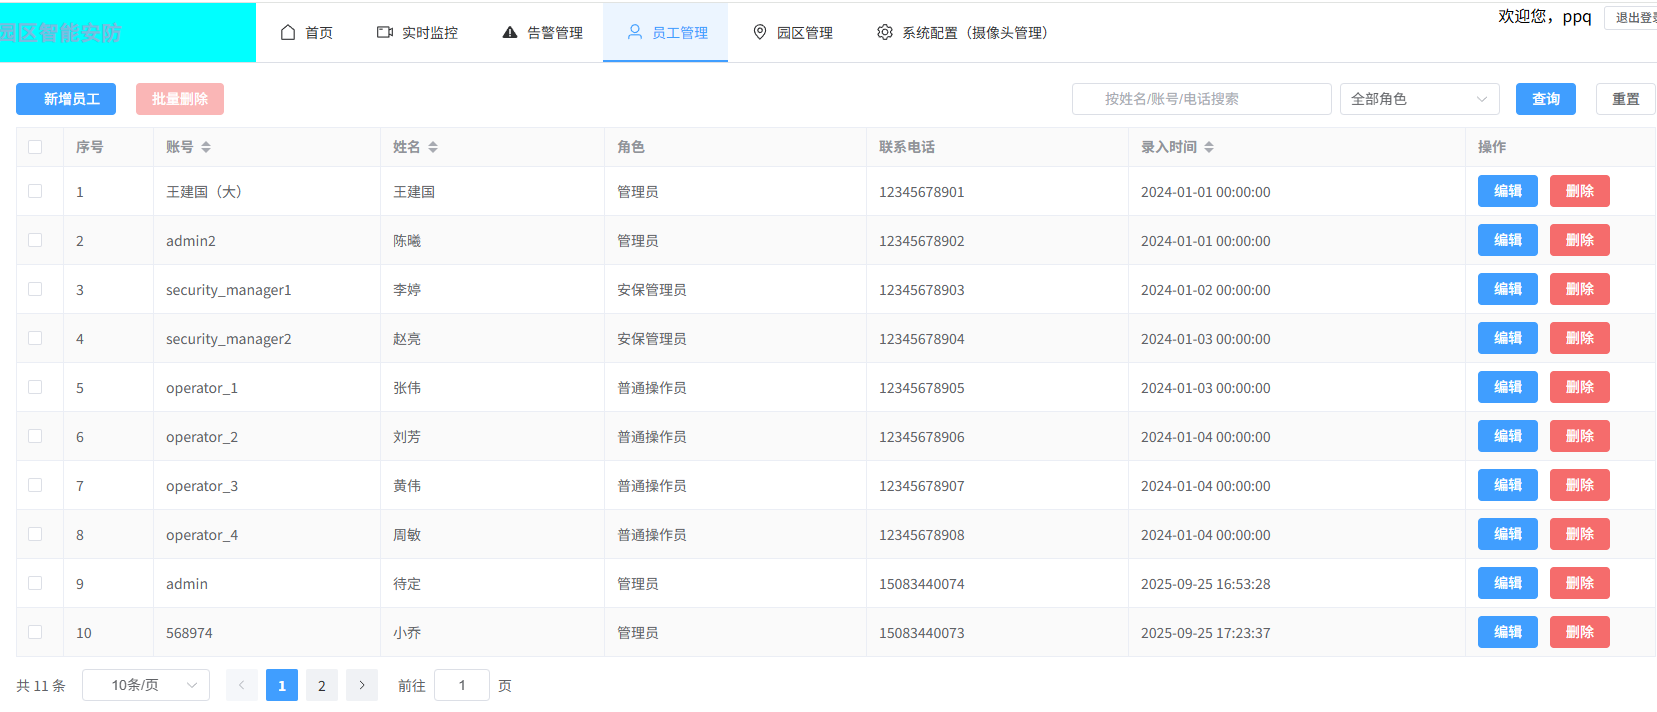 园区智能安防
首页 实时监控 告警管理 员工管理 园区管理 系统配置（摄像头管理）
欢迎您，ppq 退出登录
新增员工 批量删除 按姓名/账号/电话搜索 全部角色 查询 重置
序号 账号 姓名 角色 联系电话 录入时间 操作
1 王建国（大） 王建国 管理员 12345678901 2024-01-01 00:00:00 编辑 删除
2 admin2 陈曦 管理员 12345678902 2024-01-01 00:00:00 编辑 删除
3 security_manager1 李婷 安保管理员 12345678903 2024-01-02 00:00:00 编辑 删除
4 security_manager2 赵亮 安保管理员 12345678904 2024-01-03 00:00:00 编辑 删除
5 operator_1 张伟 普通操作员 12345678905 2024-01-03 00:00:00 编辑 删除
6 operator_2 刘芳 普通操作员 12345678906 2024-01-04 00:00:00 编辑 删除
7 operator_3 黄伟 普通操作员 12345678907 2024-01-04 00:00:00 编辑 删除
8 operator_4 周敏 普通操作员 12345678908 2024-01-04 00:00:00 编辑 删除
9 admin 待定 管理员 15083440074 2025-09-25 16:53:28 编辑 删除
10 568974 小乔 管理员 15083440073 2025-09-25 17:23:37 编辑 删除
共 11 条 10条/页 1 2 前往 1 页